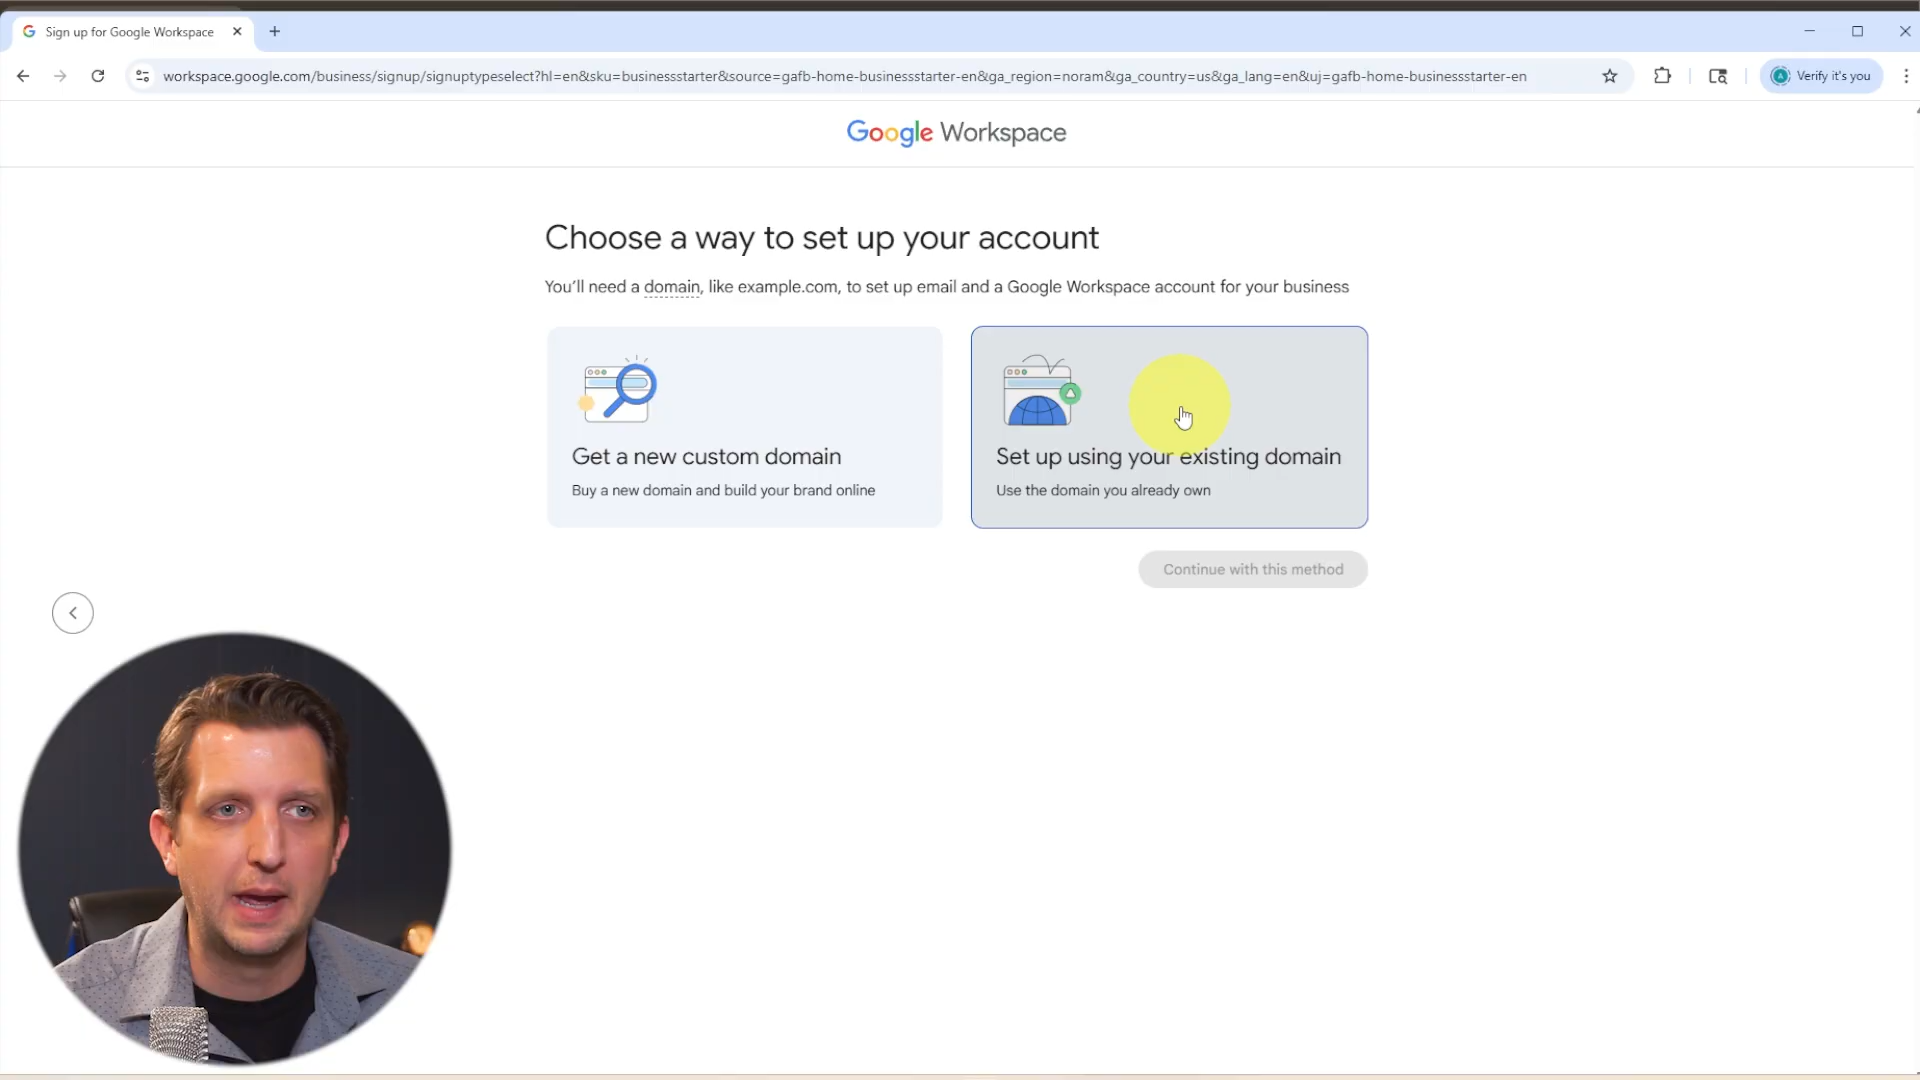 Sign up for Google Workspace
workspace.google.com/business/signup/signuptypeselect?hl=en&sku=businessstarter&source=gafb-home-businessstarter-en&ga_region=noram&ga_country=us&ga_lang=en&uj=gafb-home-businessstarter-en
Verify it's you
Google Workspace
Choose a way to set up your account
You'll need a domain, like example.com, to set up email and a Google Workspace account for your business
Get a new custom domain
Buy a new domain and build your brand online
Set up using your existing domain
Use the domain you already own
Continue with this method